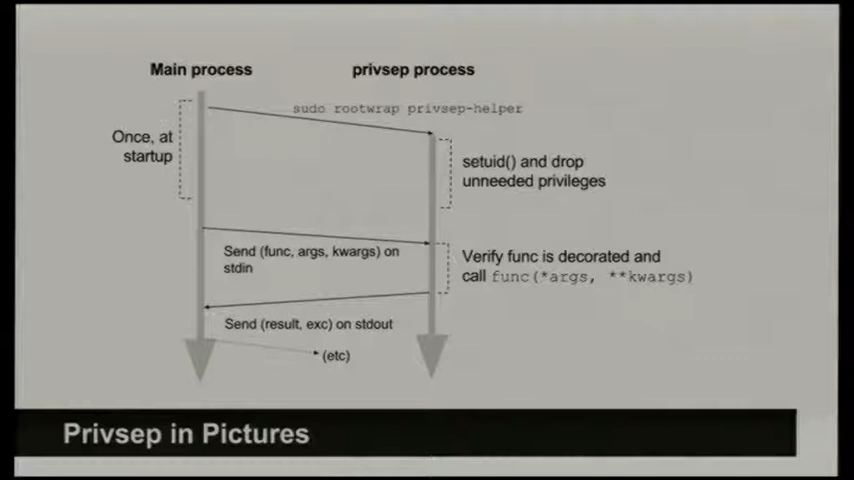 Main process
privsep process
sudo rootwrap privsep-helper
Once, at
startup
setuid() and drop
unneeded privileges
Send (func, args, kwargs) on
stdin
Verify func is decorated and
call func(*args, **kwargs)
Send (result, exc) on stdout
(etc)
Privsep in Pictures